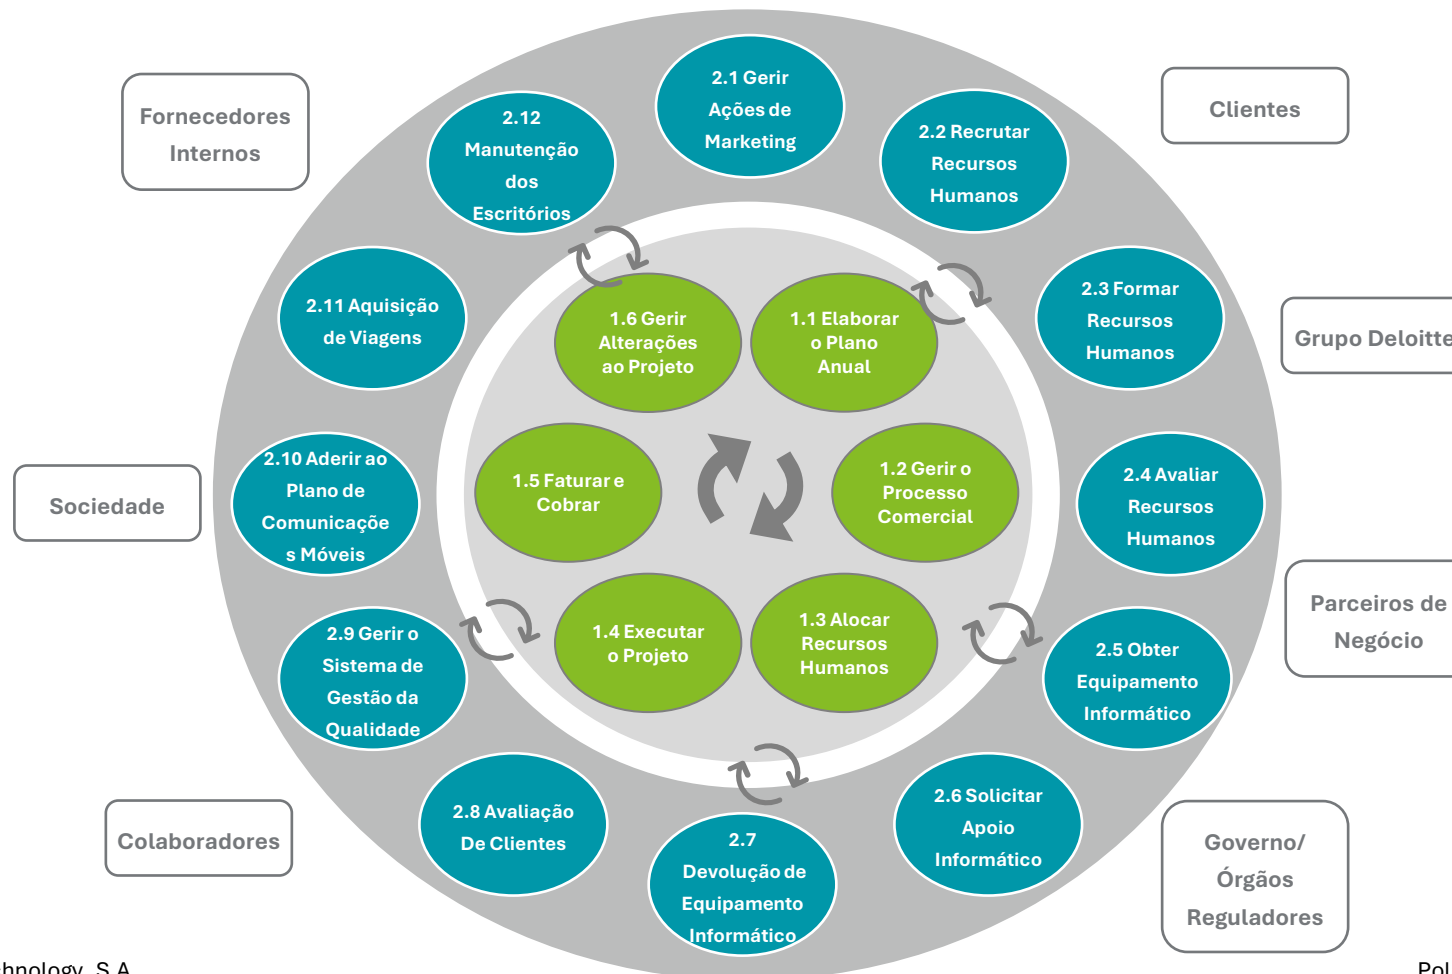 2.1 Gerir
Ações de
Marketing
2.2 Recrutar
Recursos
Humanos
2.3 Formar
Recursos
Humanos
2.4 Avaliar
Recursos
Humanos
2.5 Obter
Equipamento
Informático
2.6 Solicitar
Apoio
Informático
2.7
Devolução de
Equipamento
Informático
2.8 Avaliação
De Clientes
2.9 Gerir o
Sistema de
Gestão da
Qualidade
2.10 Aderir ao
Plano de
Comunicaçõe
s Móveis
2.11 Aquisição
de Viagens
2.12
Manutenção
dos
Escritórios
1.1 Elaborar
o Plano
Anual
1.2 Gerir o
Processo
Comercial
1.3 Alocar
Recursos
Humanos
1.4 Executar
o Projeto
1.5 Faturar e
Cobrar
1.6 Gerir
Alterações
ao Projeto
Fornecedores
Internos
Sociedade
Colaboradores
Clientes
Grupo Deloitte
Parceiros de
Negócio
Governo/
Órgãos
Reguladores
chnology, S.A
Pol